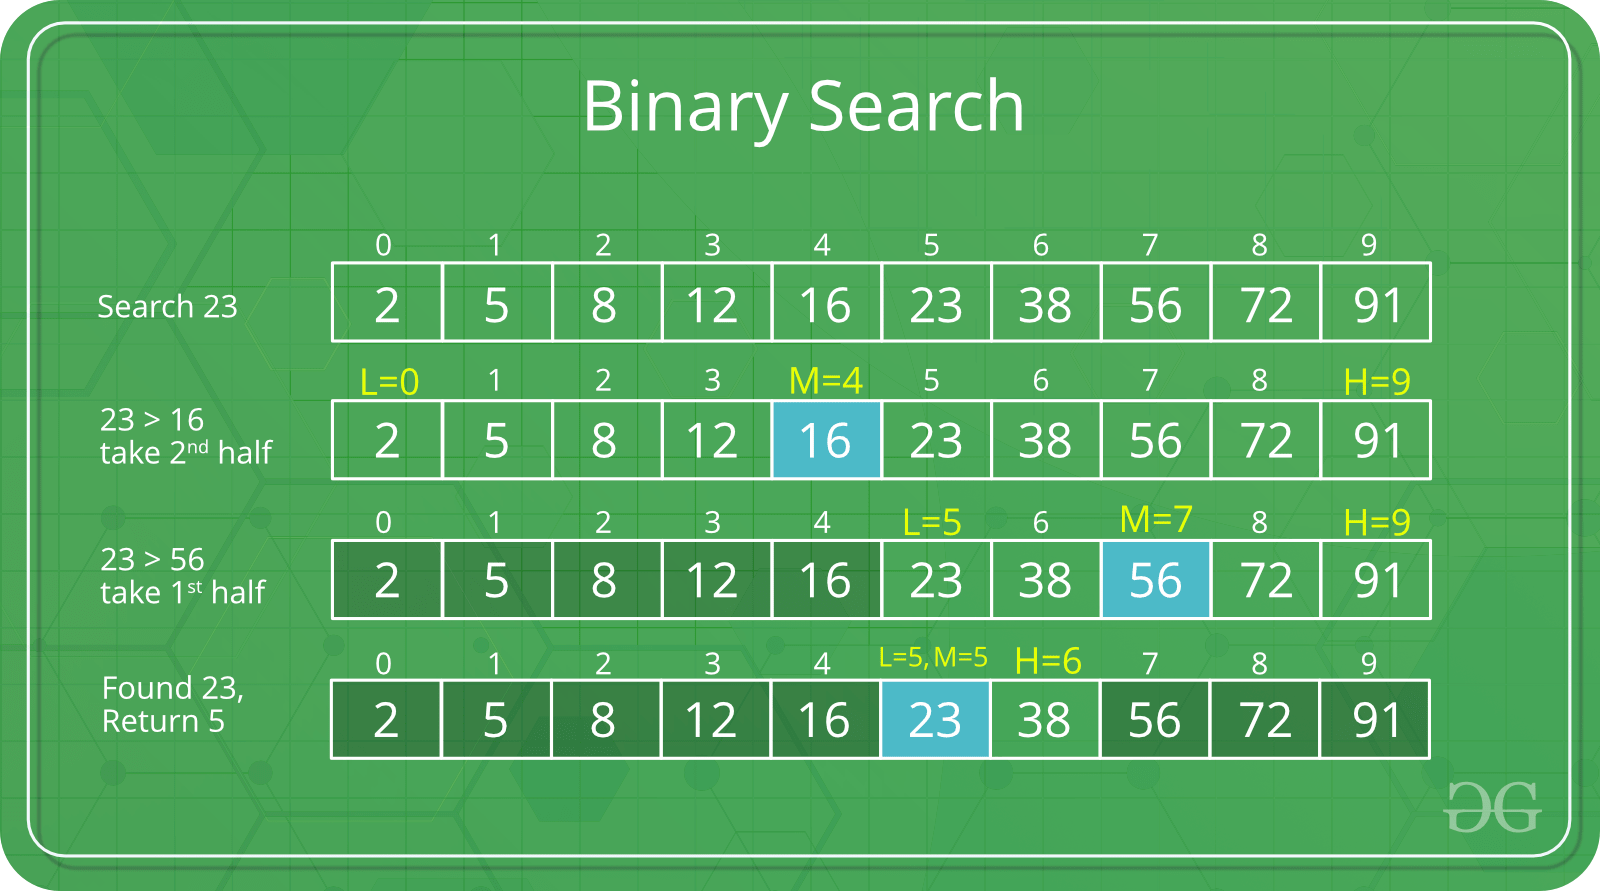 Binary Search
0 1 2 3 4 5 6 7 8 9
Search 23
2 5 8 12 16 23 38 56 72 91
L=0 1 2 3 M=4 5 6 7 8 H=9
23 > 16
take 2nd half
2 5 8 12 16 23 38 56 72 91
0 1 2 3 4 L=5 6 M=7 8 H=9
23 > 56
take 1st half
2 5 8 12 16 23 38 56 72 91
0 1 2 3 4 L=5, M=5 H=6 7 8 9
Found 23,
Return 5
2 5 8 12 16 23 38 56 72 91